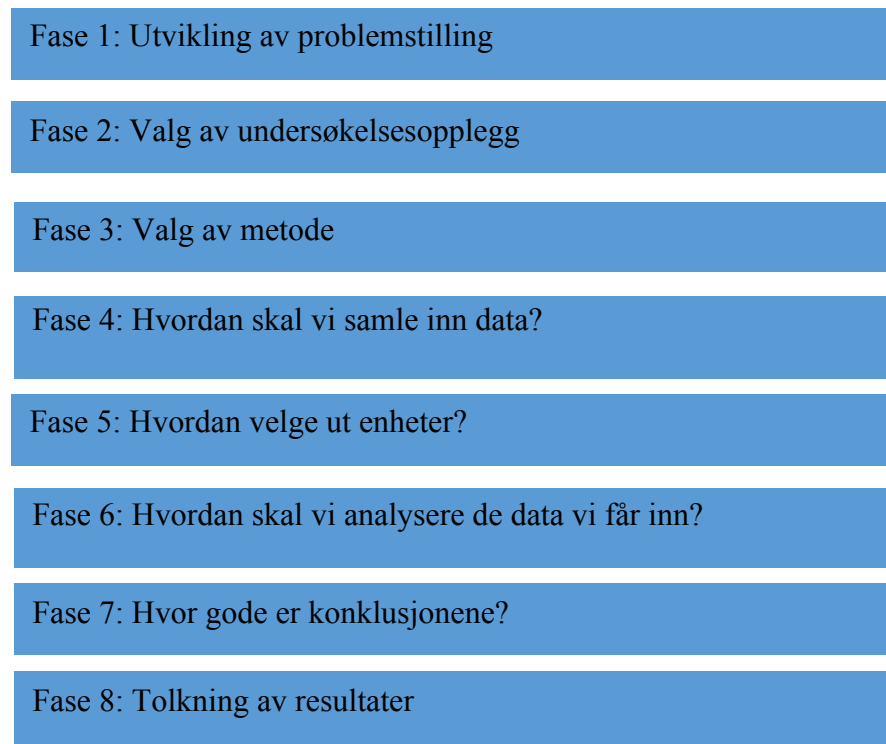 Fase 1: Utvikling av problemstilling
Fase 2: Valg av undersøkelsesopplegg
Fase 3: Valg av metode
Fase 4: Hvordan skal vi samle inn data?
Fase 5: Hvordan velge ut enheter?
Fase 6: Hvordan skal vi analysere de data vi får inn?
Fase 7: Hvor gode er konklusjonene?
Fase 8: Tolkning av resultater